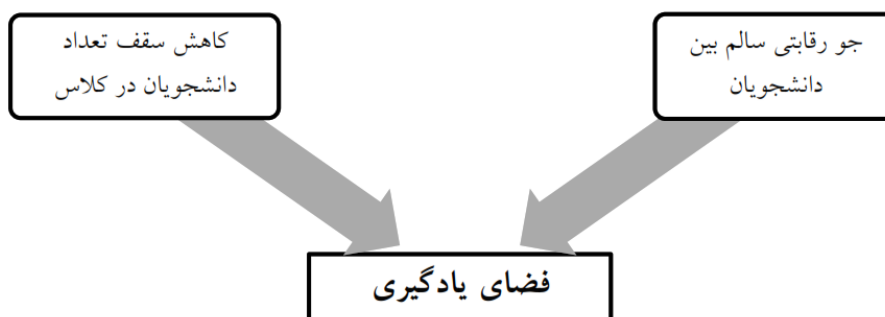 جو رقابتی سالم بین
دانشجویان
کاهش سقف تعداد
دانشجویان در کلاس
فضای یادگیری